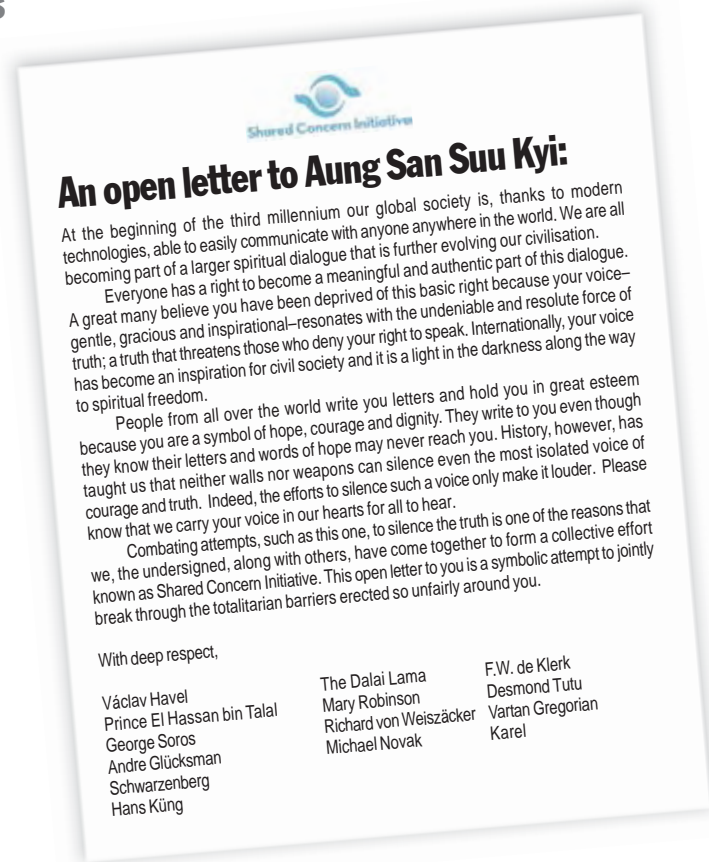 Shared Concern Initiative
An open letter to Aung San Suu Kyi:
At the beginning of the third millennium our global society is, thanks to modern
technologies, able to easily communicate with anyone anywhere in the world. We are all
becoming part of a larger spiritual dialogue that is further evolving our civilisation.
Everyone has a right to become a meaningful and authentic part of this dialogue.
A great many believe you have been deprived of this basic right because your voice–
gentle, gracious and inspirational–resonates with the undeniable and resolute force of
truth; a truth that threatens those who deny your right to speak. Internationally, your voice
has become an inspiration for civil society and it is a light in the darkness along the way
to spiritual freedom.
People from all over the world write you letters and hold you in great esteem
because you are a symbol of hope, courage and dignity. They write to you even though
they know their letters and words of hope may never reach you. History, however, has
taught us that neither walls nor weapons can silence even the most isolated voice of
courage and truth. Indeed, the efforts to silence such a voice only make it louder. Please
know that we carry your voice in our hearts for all to hear.
Combating attempts, such as this one, to silence the truth is one of the reasons that
we, the undersigned, along with others, have come together to form a collective effort
known as Shared Concern Initiative. This open letter to you is a symbolic attempt to jointly
break through the totalitarian barriers erected so unfairly around you.
With deep respect,
Václav Havel
Prince El Hassan bin Talal
George Soros
Andre Glücksman
Schwarzenberg
Hans Küng
The Dalai Lama
Mary Robinson
Richard von Weiszäcker
Michael Novak
F.W. de Klerk
Desmond Tutu
Vartan Gregorian
Karel